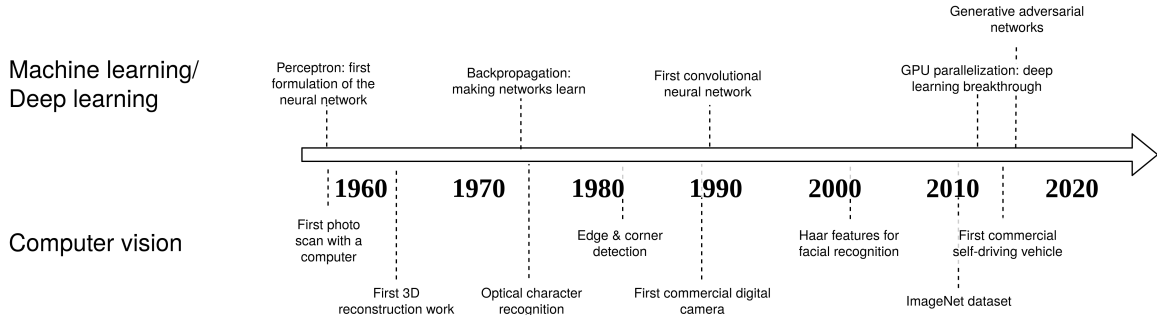 Generative adversarial
networks
Machine learning/
Deep learning
Perceptron: first
formulation of the
neural network
Backpropagation:
making networks learn
First convolutional
neural network
GPU parallelization: deep
learning breakthrough
1960
1970
1980
1990
2000
2010
2020
Computer vision
First photo
scan with a
computer
Edge & corner
detection
Haar features for
facial recognition
First commercial
self-driving vehicle
First 3D
reconstruction work
Optical character
recognition
First commercial digital
camera
ImageNet dataset